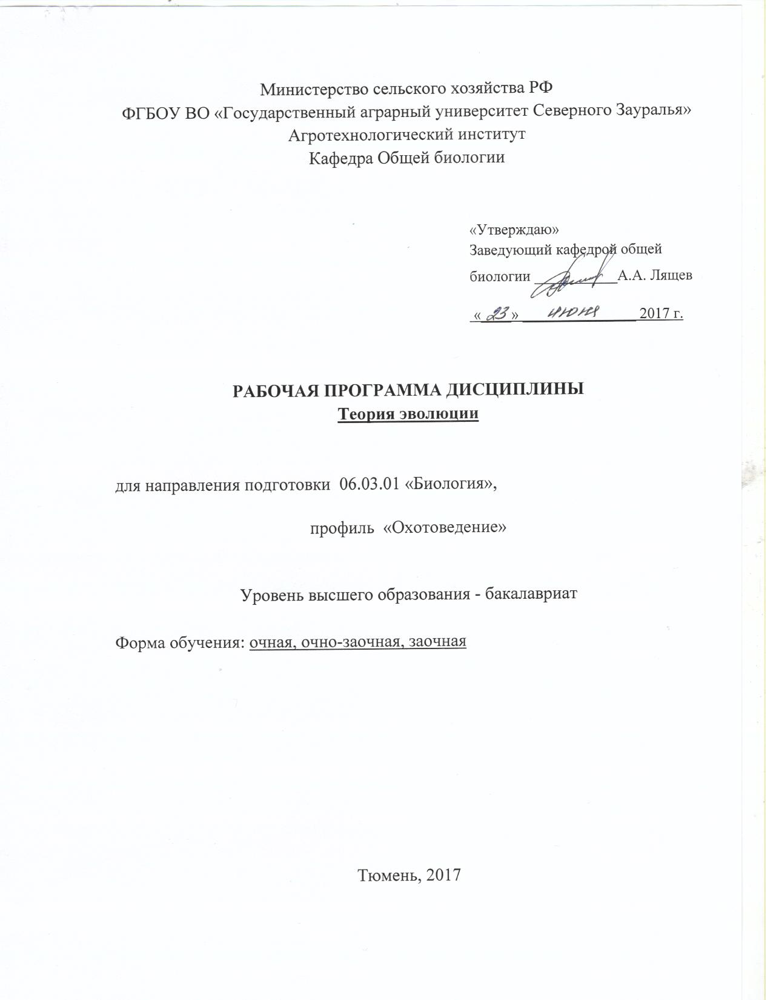 Министерство сельского хозяйства РФ
ФГБОУ ВО «Государственный аграрный университет Северного Зауралья»
Агротехнологический институт
Кафедра Общей биологии
«Утверждаю»
Заведующий кафедрой общей
биологии ___________А.А. Лящев
« 23 » июня 2017 г.
РАБОЧАЯ ПРОГРАММА ДИСЦИПЛИНЫ
Теория эволюции
для направления подготовки 06.03.01 «Биология»,
профиль «Охотоведение»
Уровень высшего образования - бакалавриат
Форма обучения: очная, очно-заочная, заочная
Тюмень, 2017